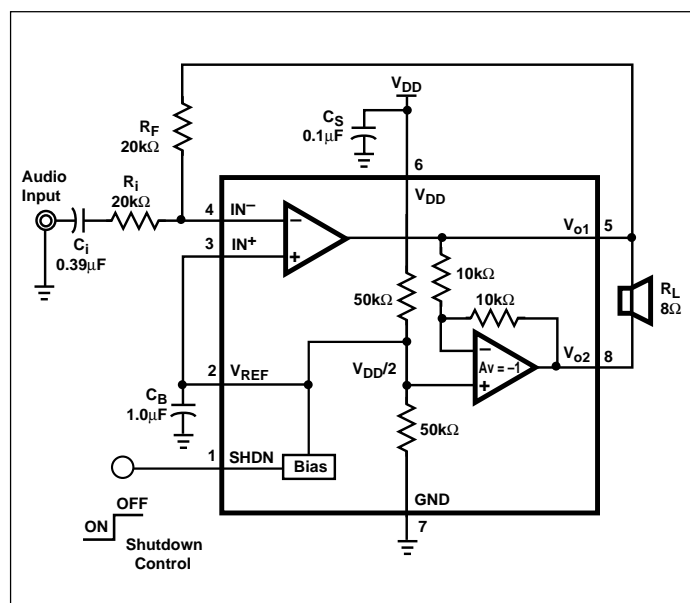 V_DD
C_S
0.1µF
R_F
20kΩ
6
Audio
Input
R_i
20kΩ
V_DD
4 IN−
−
V_o1 5
C_i
0.39µF
3 IN+
+
10kΩ
10kΩ
50kΩ
R_L
8Ω
−
Av = −1
+
V_o2
8
2 V_REF
V_DD/2
C_B
1.0µF
50kΩ
1 SHDN
Bias
OFF
ON
GND
7
Shutdown
Control